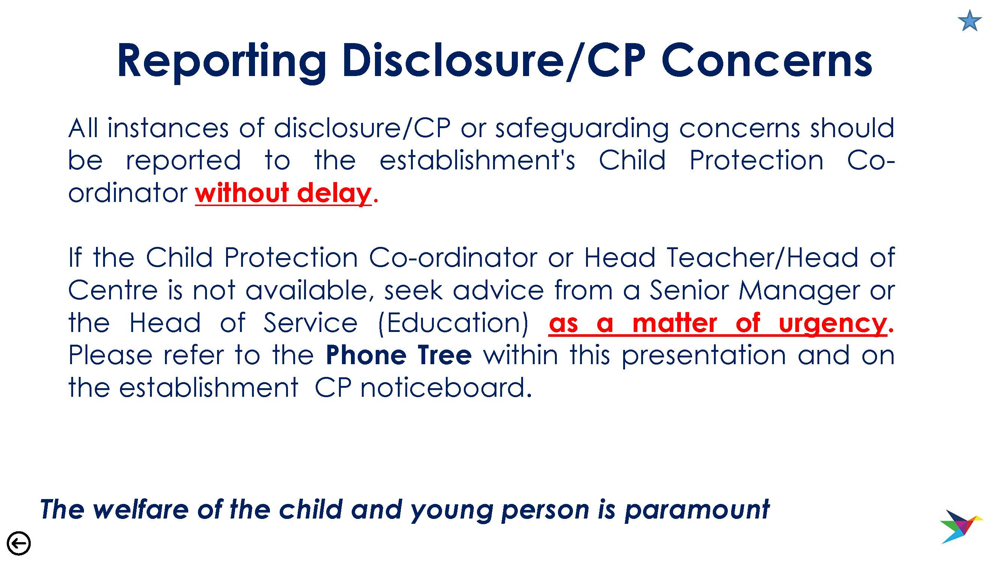 Reporting Disclosure/CP Concerns
All instances of disclosure/CP or safeguarding concerns should
be reported to the establishment's Child Protection Co-
ordinator without delay.
If the Child Protection Co-ordinator or Head Teacher/Head of
Centre is not available, seek advice from a Senior Manager or
the Head of Service (Education) as a matter of urgency.
Please refer to the Phone Tree within this presentation and on
the establishment CP noticeboard.
The welfare of the child and young person is paramount